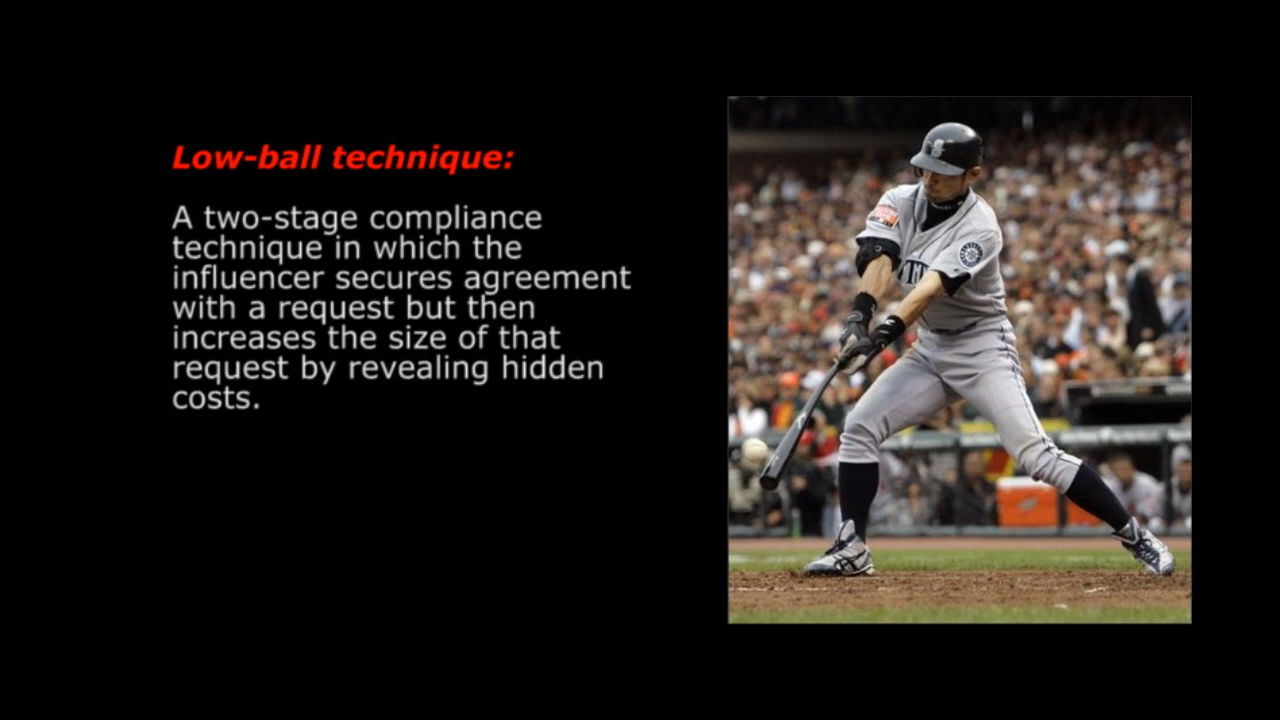 Low-ball technique:
A two-stage compliance
technique in which the
influencer secures agreement
with a request but then
increases the size of that
request by revealing hidden
costs.